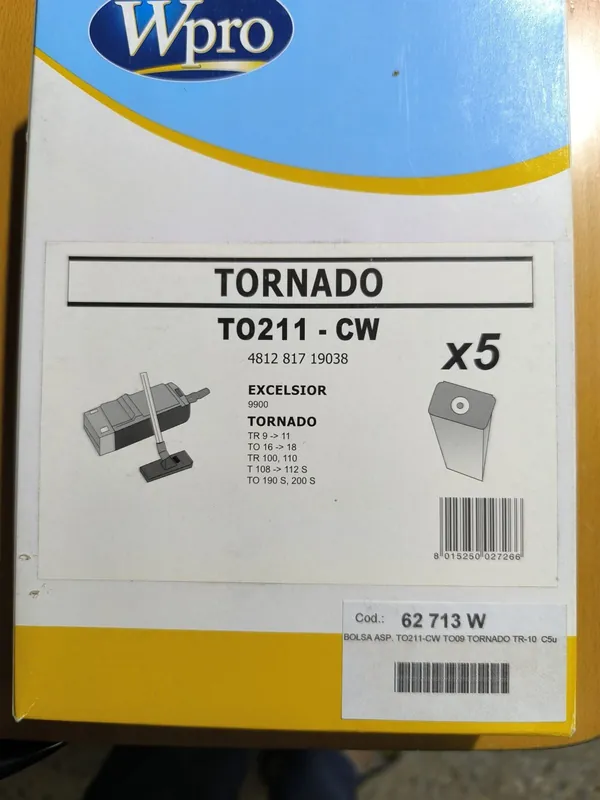 Wpro
TORNADO
TO211 - CW
4812 817 19038
x5
EXCELSIOR
9900
TORNADO
TR 9 -> 11
TO 16 -> 18
TR 100, 110
T 108 -> 112 S
TO 190 S, 200 S
8 015250 027266
Cod.: 62 713 W
BOLSA ASP. TO211-CW TO09 TORNADO TR-10 C5u